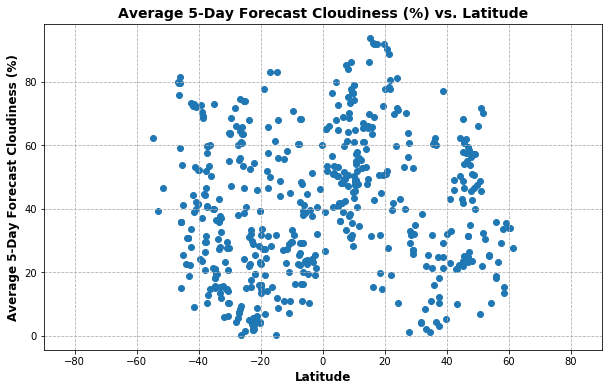 Average 5-Day Forecast Cloudiness (%) vs. Latitude
Average 5-Day Forecast Cloudiness (%)
80
60
40
20
0
−80 −60 −40 −20 0 20 40 60 80
Latitude